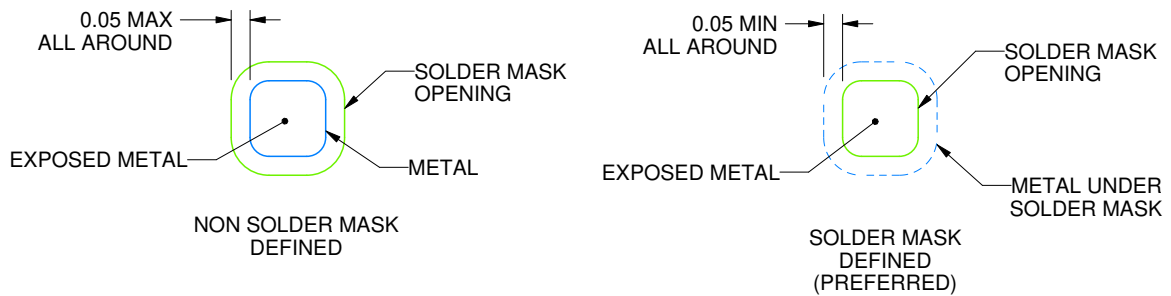 0.05 MAX
ALL AROUND
SOLDER MASK
OPENING
EXPOSED METAL
METAL
NON SOLDER MASK
DEFINED
0.05 MIN
ALL AROUND
SOLDER MASK
OPENING
EXPOSED METAL
METAL UNDER
SOLDER MASK
SOLDER MASK
DEFINED
(PREFERRED)